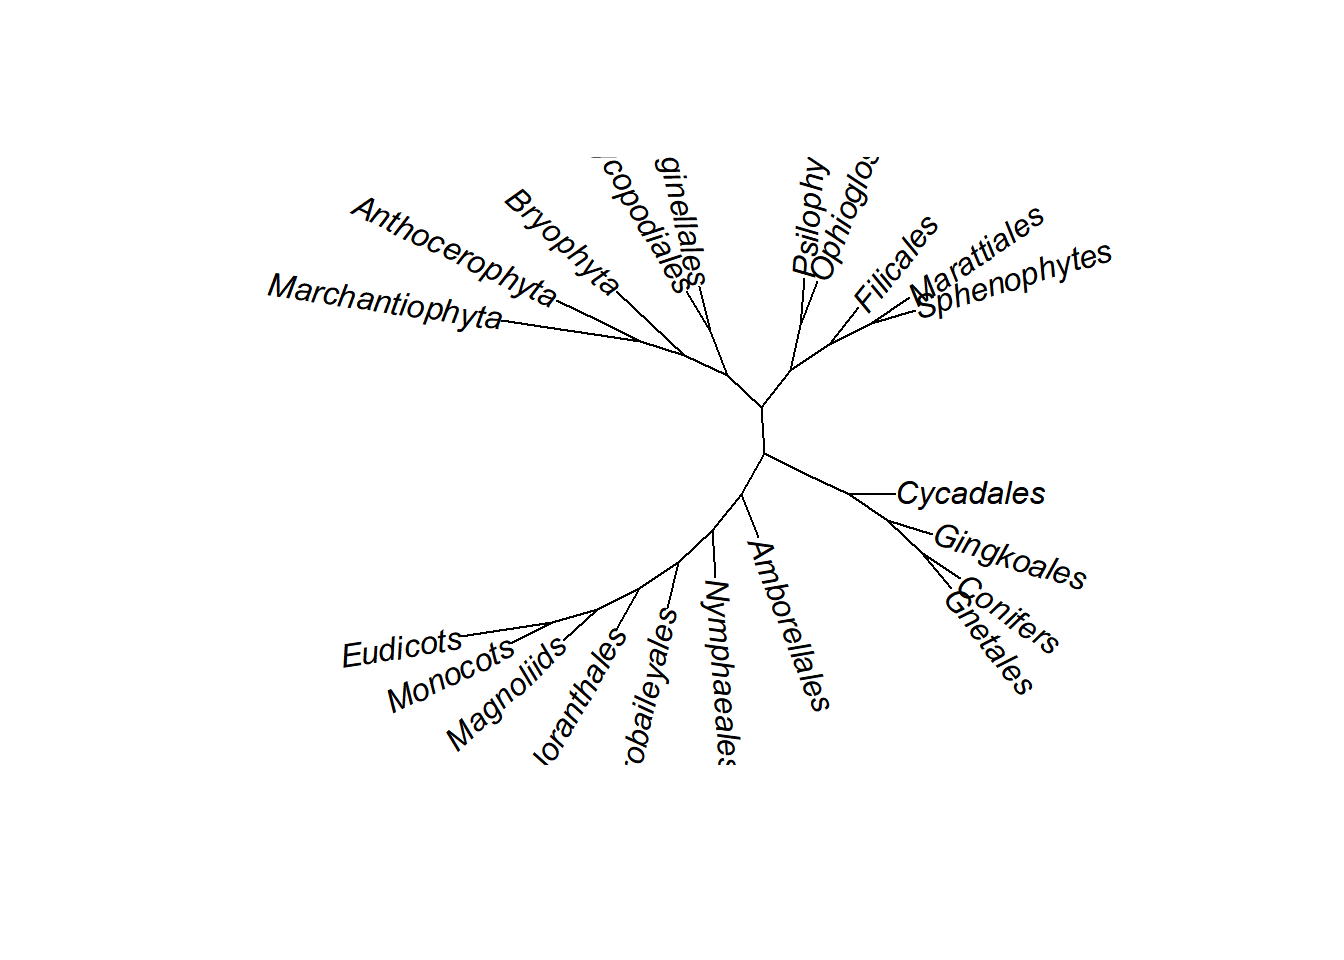 Marchantiophyta
Anthocerophyta
Bryophyta
copodiales
ginellales
Psilophy
Ophioglos
Filicales
Marattiales
Sphenophytes
Cycadales
Gingkoales
Conifers
Gnetales
Amborellales
Nymphaeales
obaileyales
loranthales
Magnoliids
Monocots
Eudicots